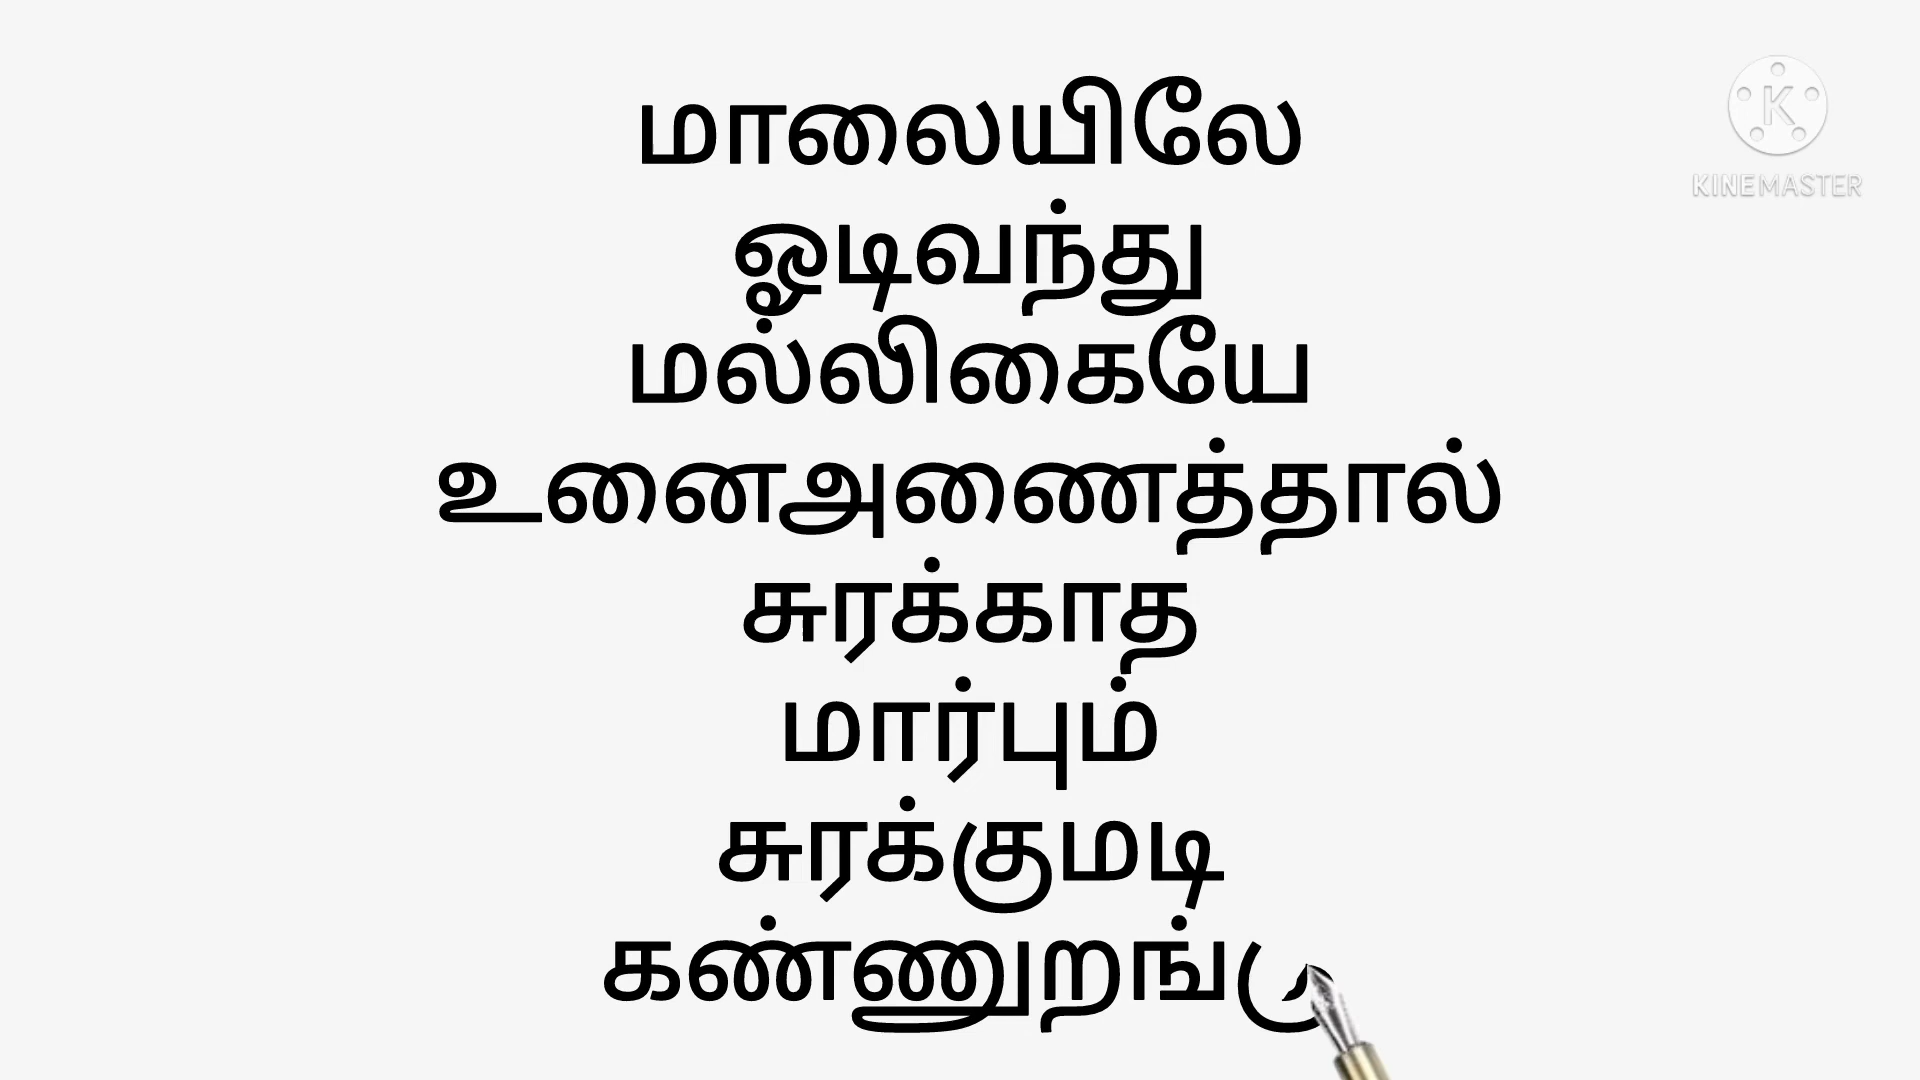 மாலையிலே
ஓடிவந்து
மல்லிகையே
உனைஅணைத்தால்
சுரக்காத
மார்பும்
சுரக்குமடி
கண்ணுறங்கு
KINEMASTER